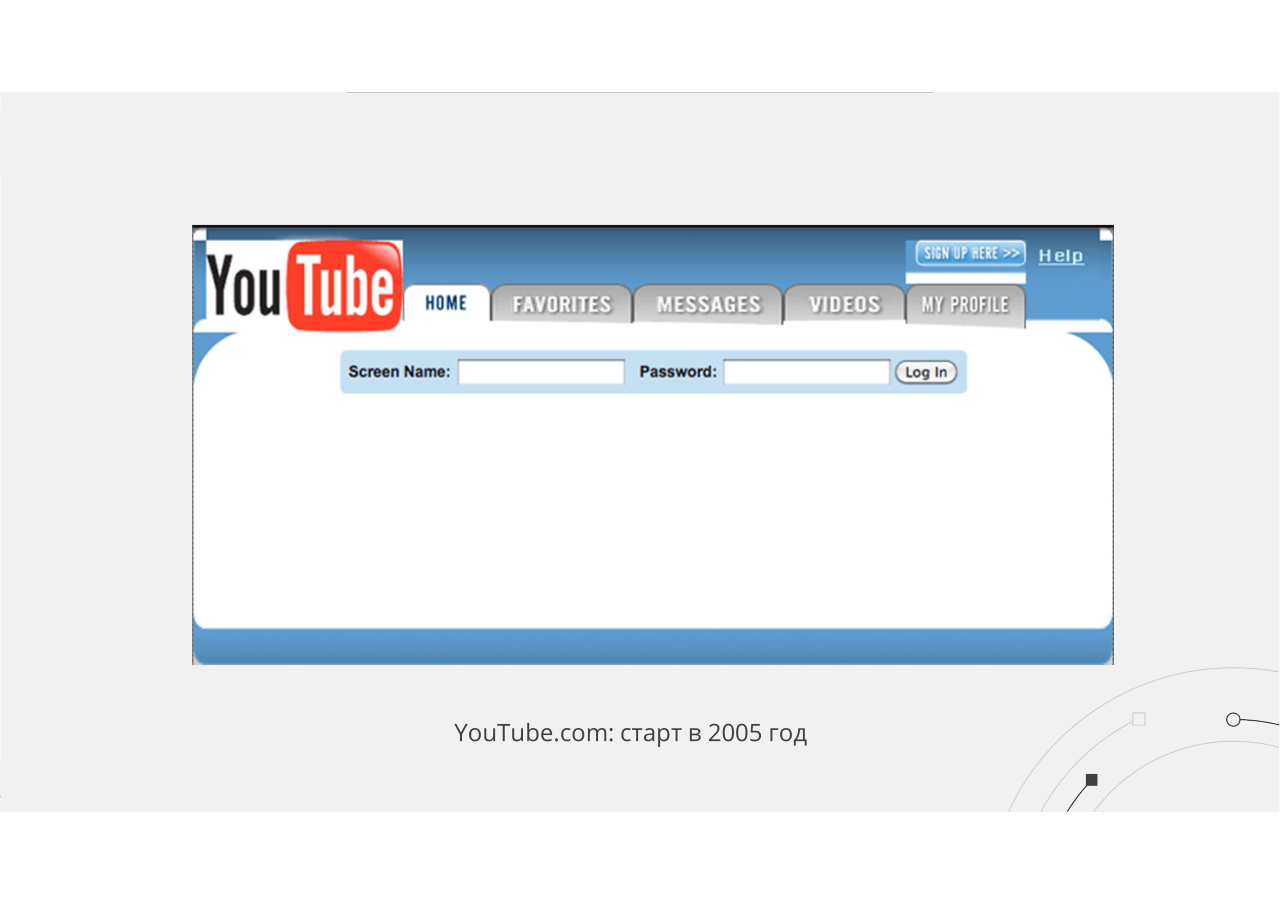 YouTube
SIGN UP HERE >>
Help
HOME
FAVORITES
MESSAGES
VIDEOS
MY PROFILE
Screen Name:
Password:
Log In
YouTube.com: старт в 2005 год